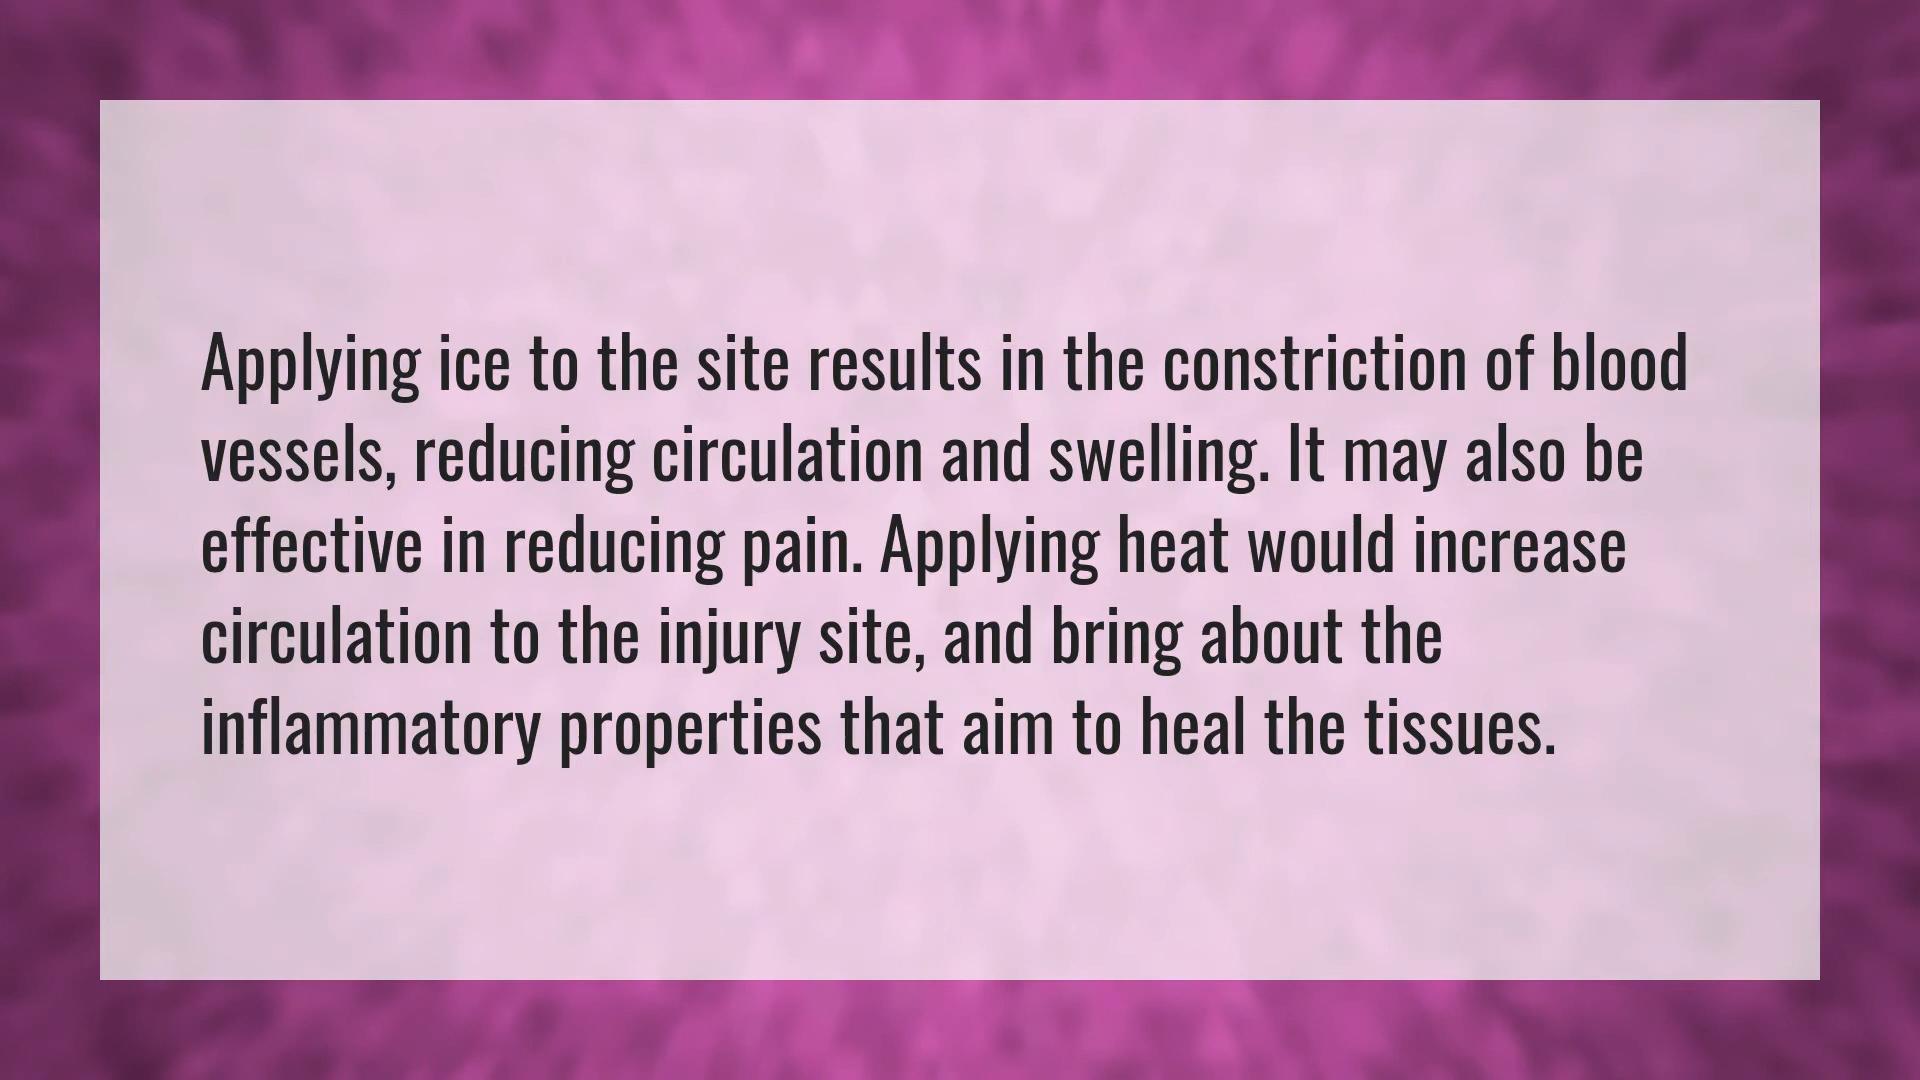 Applying ice to the site results in the constriction of blood
vessels, reducing circulation and swelling. It may also be
effective in reducing pain. Applying heat would increase
circulation to the injury site, and bring about the
inflammatory properties that aim to heal the tissues.